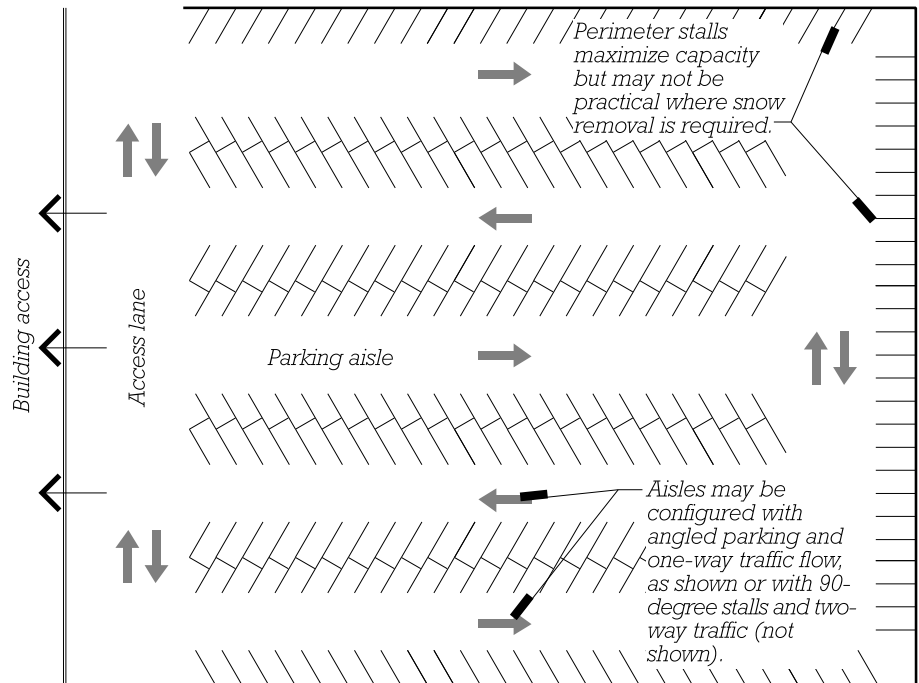 Perimeter stalls
maximize capacity
but may not be
practical where snow
removal is required.
Building access
Access lane
Parking aisle
Aisles may be
configured with
angled parking and
one-way traffic flow,
as shown or with 90-
degree stalls and two-
way traffic (not
shown).